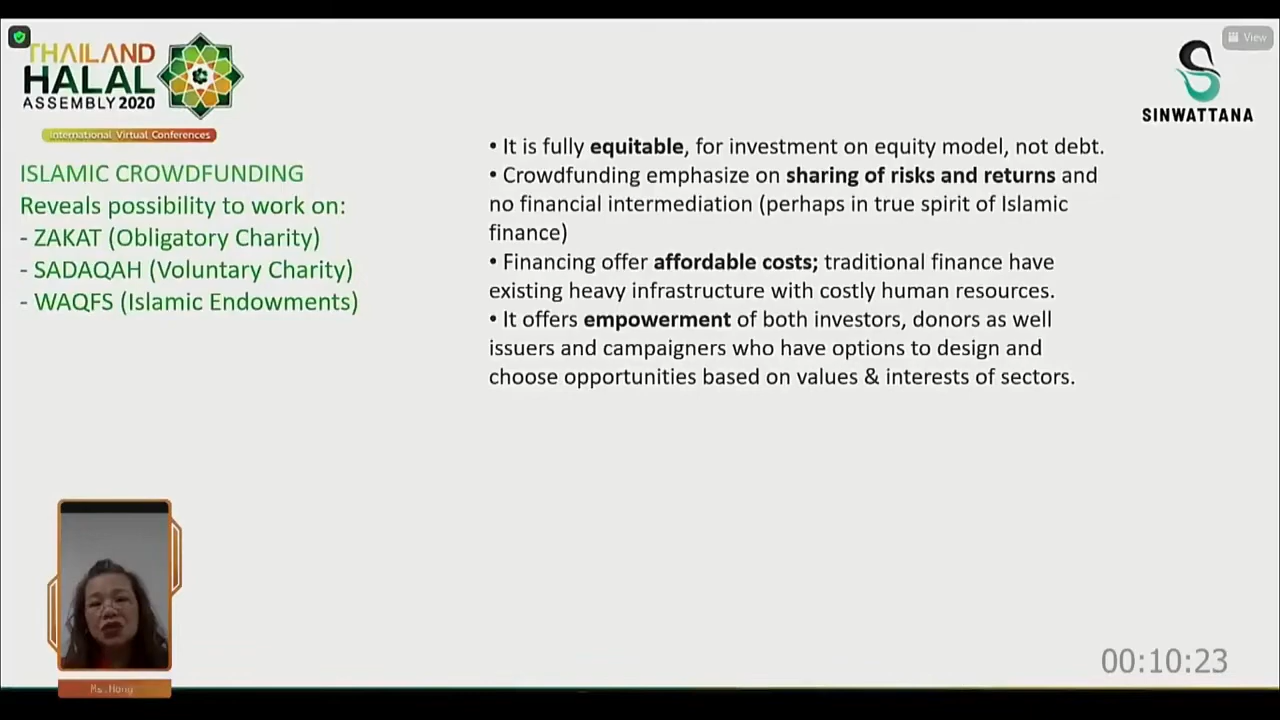 View
THAILAND
HALAL
ASSEMBLY 2020
International Virtual Conferences
SINWATTANA
ISLAMIC CROWDFUNDING
Reveals possibility to work on:
- ZAKAT (Obligatory Charity)
- SADAQAH (Voluntary Charity)
- WAQFS (Islamic Endowments)
• It is fully equitable, for investment on equity model, not debt.
• Crowdfunding emphasize on sharing of risks and returns and
no financial intermediation (perhaps in true spirit of Islamic
finance)
• Financing offer affordable costs; traditional finance have
existing heavy infrastructure with costly human resources.
• It offers empowerment of both investors, donors as well
issuers and campaigners who have options to design and
choose opportunities based on values & interests of sectors.
Ms.Hong
00:10:23